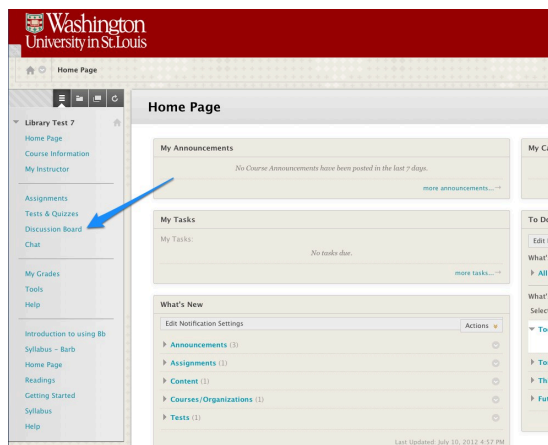 Washington
University in St.Louis
Home Page
Library Test 7
Home Page
Course Information
My Instructor
Assignments
Tests & Quizzes
Discussion Board
Chat
My Grades
Tools
Help
Introduction to using Bb
Syllabus – Barb
Home Page
Readings
Getting Started
Syllabus
Help
Home Page
My Announcements
No Course Announcements have been posted in the last 7 days.
more announcements...→
My Tasks
My Tasks:
No tasks due.
more tasks...→
What's New
Edit Notification Settings
Actions
Announcements (3)
Assignments (1)
Content (1)
Courses/Organizations (1)
Tests (1)
Last Updated: July 10, 2012 4:57 PM
My Ca
To Do
Edit
What'
All
What'
Selec
To
To
Th
Fut